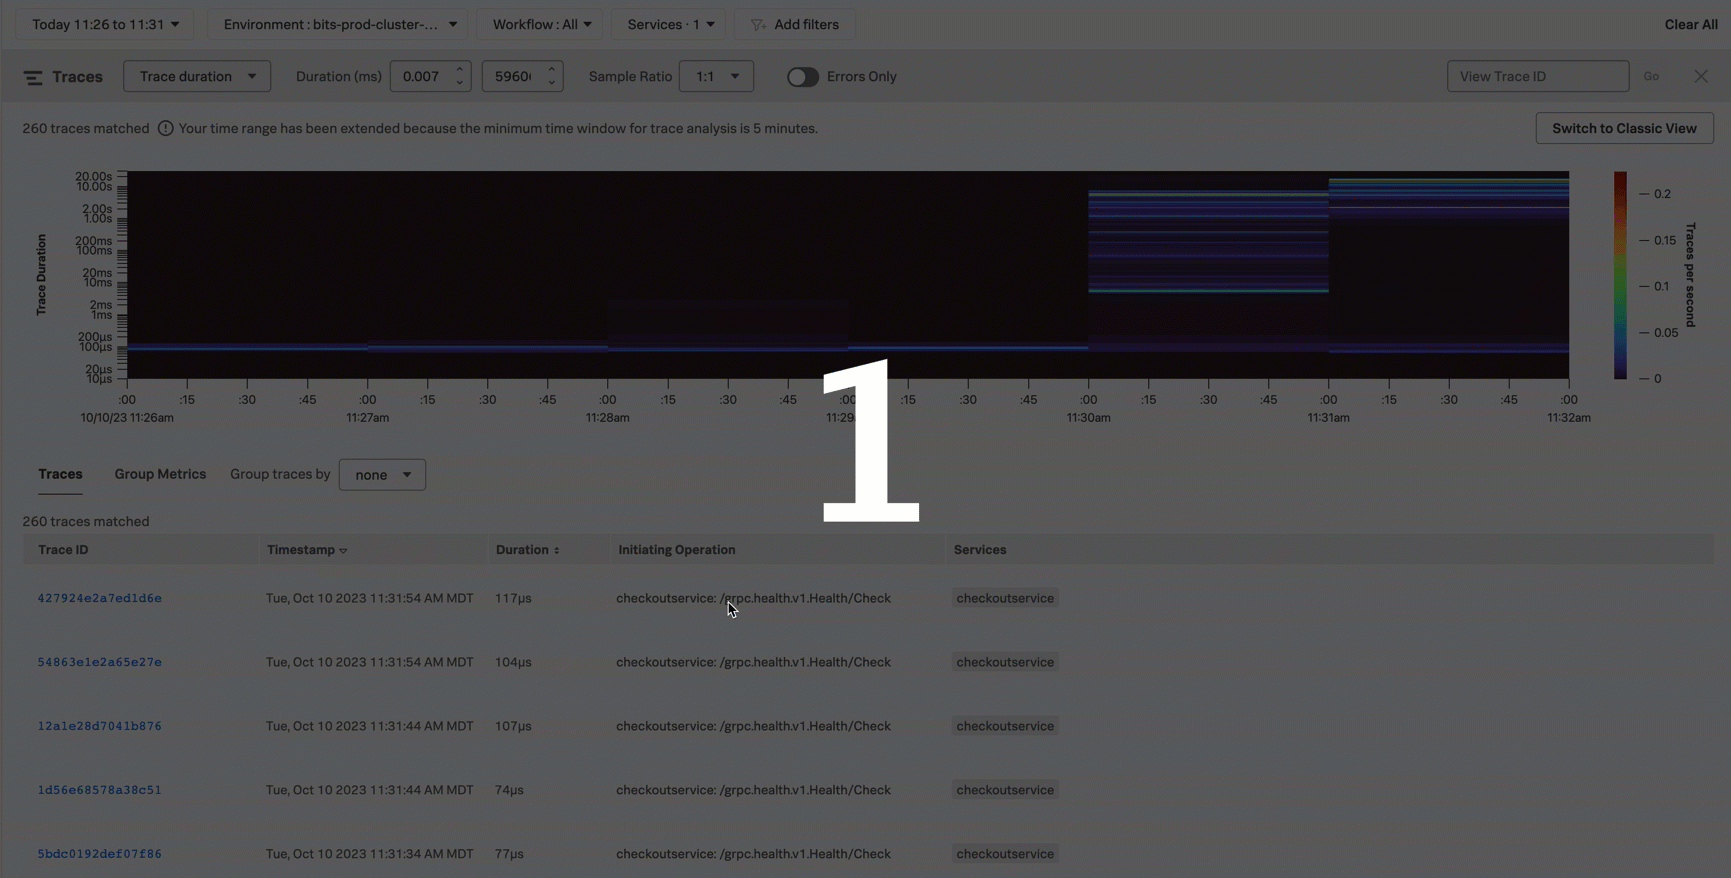 Today 11:26 to 11:31 Environment : bits-prod-cluster-... Workflow : All Services · 1 Add filters Clear All
Traces Trace duration Duration (ms) 0.007 5960 Sample Ratio 1:1 Errors Only View Trace ID Go
260 traces matched Your time range has been extended because the minimum time window for trace analysis is 5 minutes. Switch to Classic View
Trace Duration
20.00s
10.00s
2.00s
1.00s
200ms
100ms
20ms
10ms
2ms
1ms
200µs
100µs
20µs
10µs
0.2
0.15
0.1
0.05
0
Traces per second
:00 :15 :30 :45 :00 :15 :30 :45 :00 :15 :30 :45 :00 :15 :30 :45 :00 :15 :30 :45 :00 :15 :30 :45 :00
10/10/23 11:26am 11:27am 11:28am 11:29 11:30am 11:31am 11:32am
1
Traces Group Metrics Group traces by none
260 traces matched
Trace ID Timestamp Duration Initiating Operation Services
427924e2a7ed1d6e Tue, Oct 10 2023 11:31:54 AM MDT 117µs checkoutservice: /grpc.health.v1.Health/Check checkoutservice
54863e1e2a65e27e Tue, Oct 10 2023 11:31:54 AM MDT 104µs checkoutservice: /grpc.health.v1.Health/Check checkoutservice
12a1e28d7041b876 Tue, Oct 10 2023 11:31:44 AM MDT 107µs checkoutservice: /grpc.health.v1.Health/Check checkoutservice
1d56e68578a38c51 Tue, Oct 10 2023 11:31:44 AM MDT 74µs checkoutservice: /grpc.health.v1.Health/Check checkoutservice
5bdc0192def07f86 Tue, Oct 10 2023 11:31:34 AM MDT 77µs checkoutservice: /grpc.health.v1.Health/Check checkoutservice